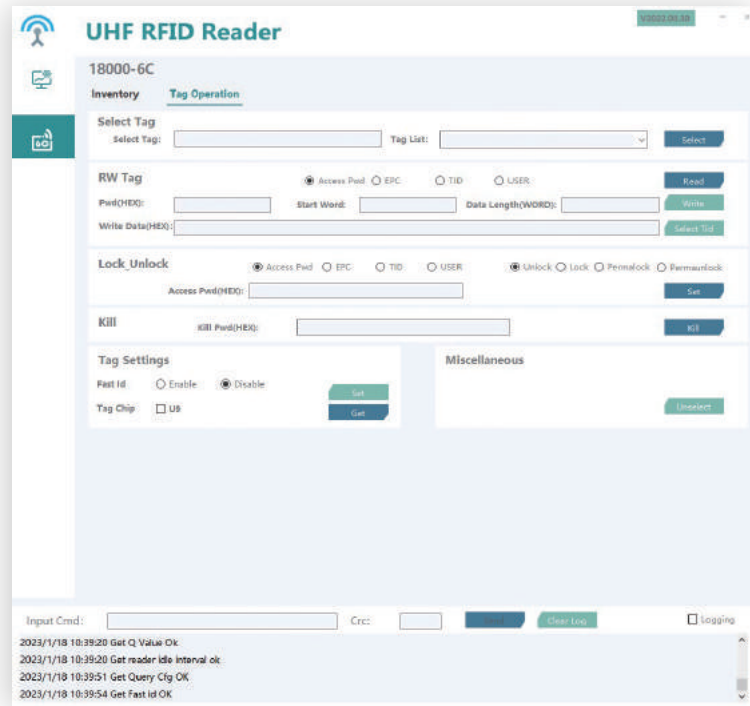 V2022.08.10
UHF RFID Reader
18000-6C
Inventory Tag Operation
Select Tag
Select Tag: Tag List: Select
RW Tag Access Pwd EPC TID USER Read
Pwd(HEX): Start Word: Data Length(WORD): Write
Write Data(HEX): Select Tid
Lock_Unlock Access Pwd EPC TID USER Unlock Lock Permalock Permaunlock
Access Pwd(HEX): Set
Kill Kill Pwd(HEX): Kill
Tag Settings Miscellaneous
Fast Id Enable Disable Set
Tag Chip U9 Get Unselect
Input Cmd: Crc: Send Clear Log Logging
2023/1/18 10:39:20 Get Q Value Ok
2023/1/18 10:39:20 Get reader idle interval ok
2023/1/18 10:39:51 Get Query Cfg OK
2023/1/18 10:39:54 Get Fast Id OK